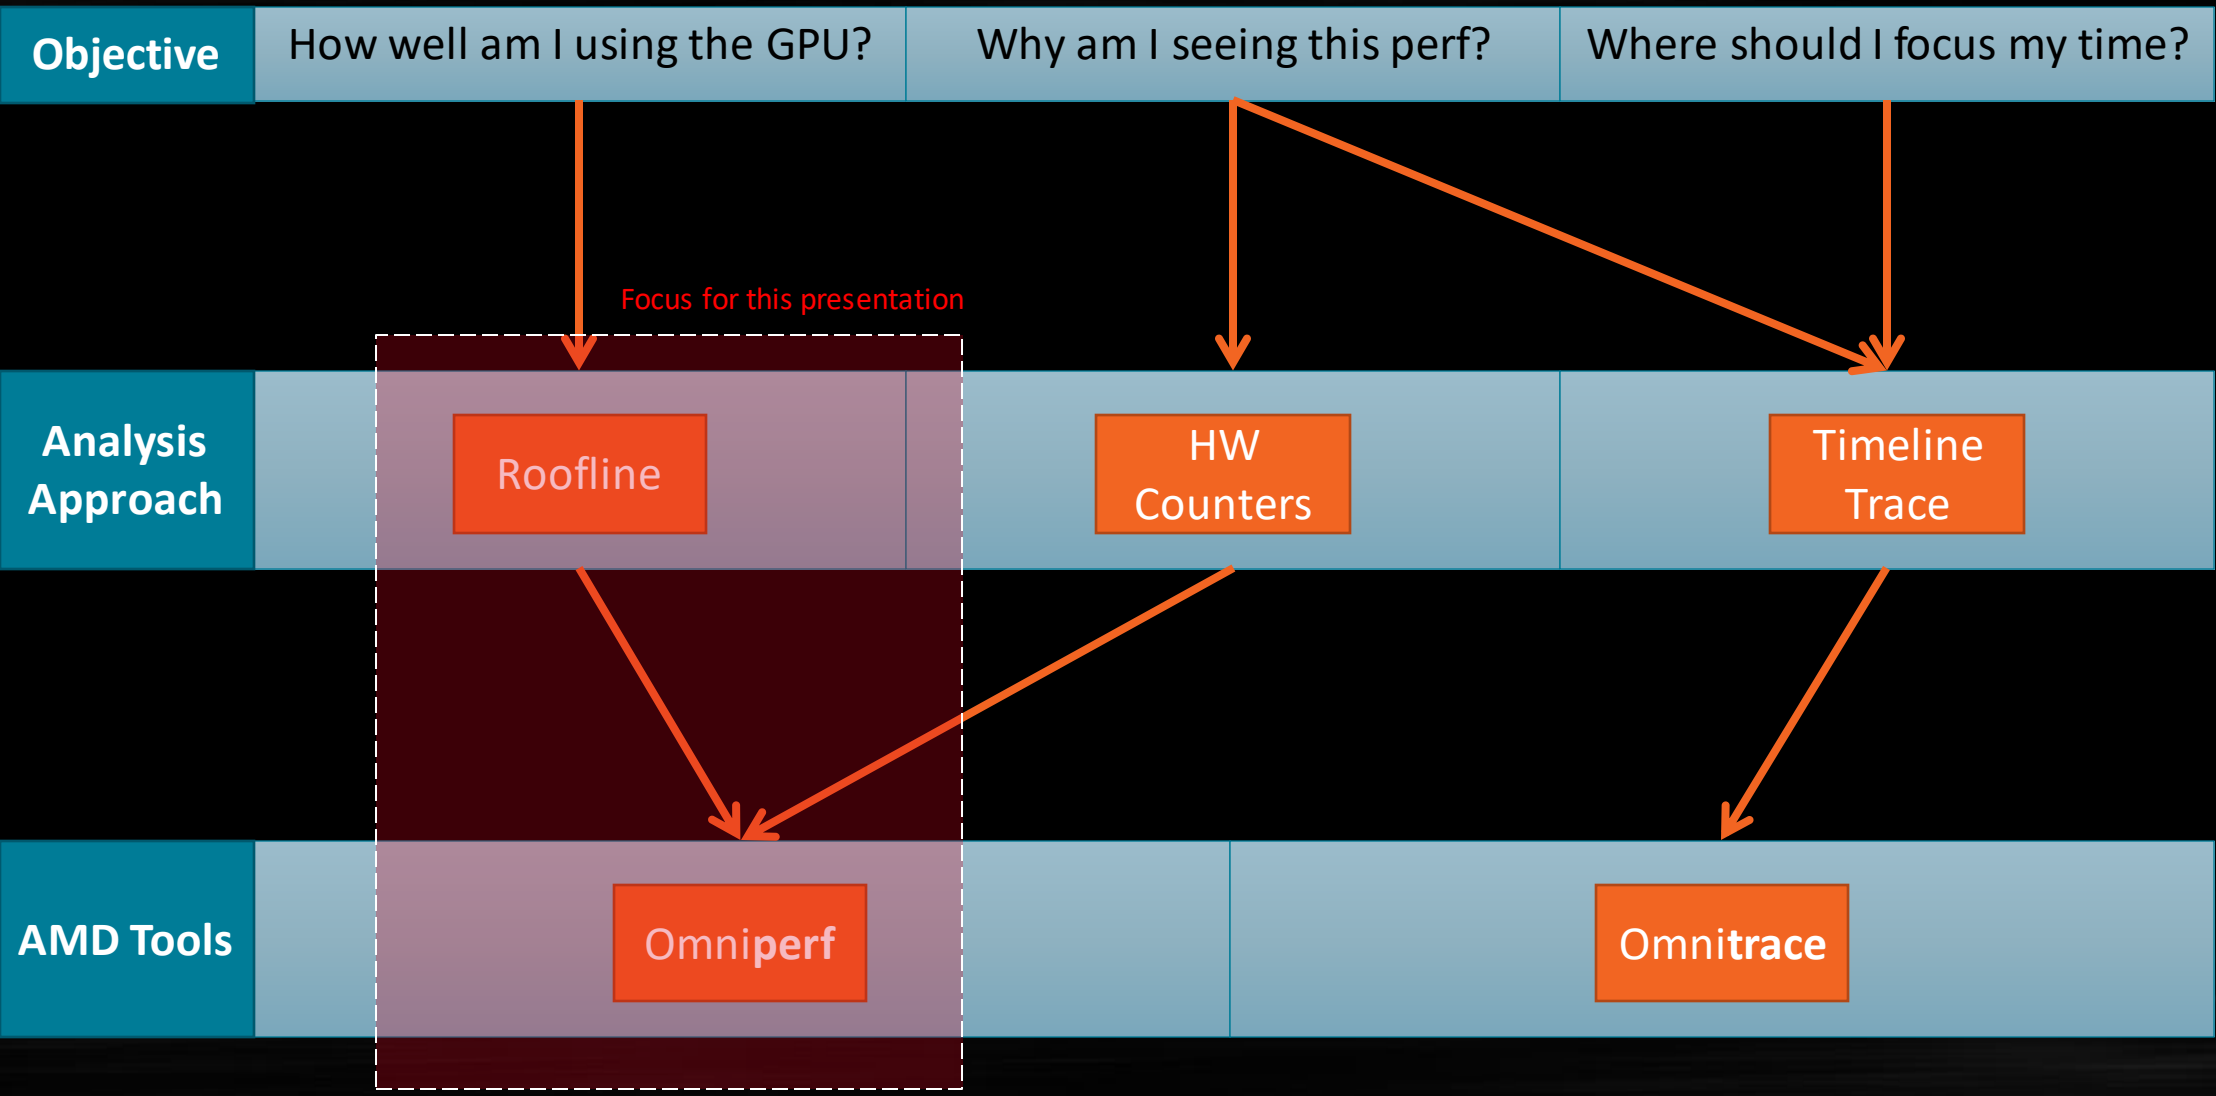 Objective
How well am I using the GPU?
Why am I seeing this perf?
Where should I focus my time?
Focus for this presentation
Analysis
Approach
Roofline
HW
Counters
Timeline
Trace
AMD Tools
Omniperf
Omnitrace